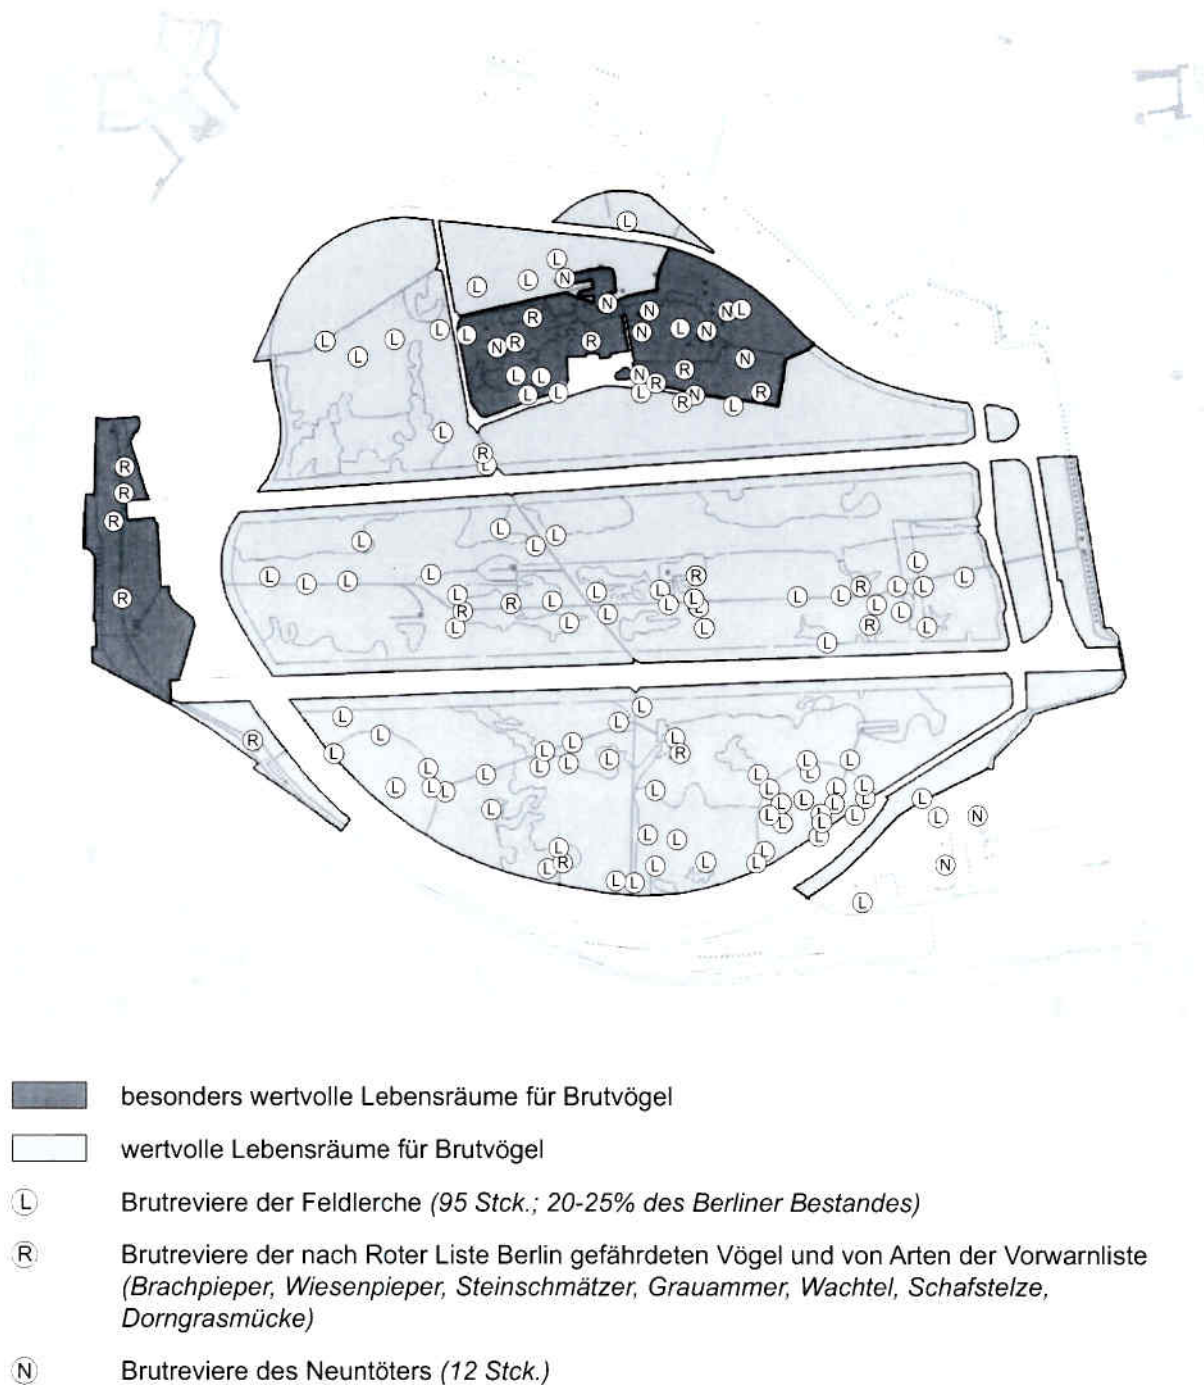 besonders wertvolle Lebensräume für Brutvögel
wertvolle Lebensräume für Brutvögel
L Brutreviere der Feldlerche (95 Stck.; 20-25% des Berliner Bestandes)
R Brutreviere der nach Roter Liste Berlin gefährdeten Vögel und von Arten der Vorwarnliste
(Brachpieper, Wiesenpieper, Steinschmätzer, Grauammer, Wachtel, Schafstelze,
Dorngrasmücke)
N Brutreviere des Neuntöters (12 Stck.)